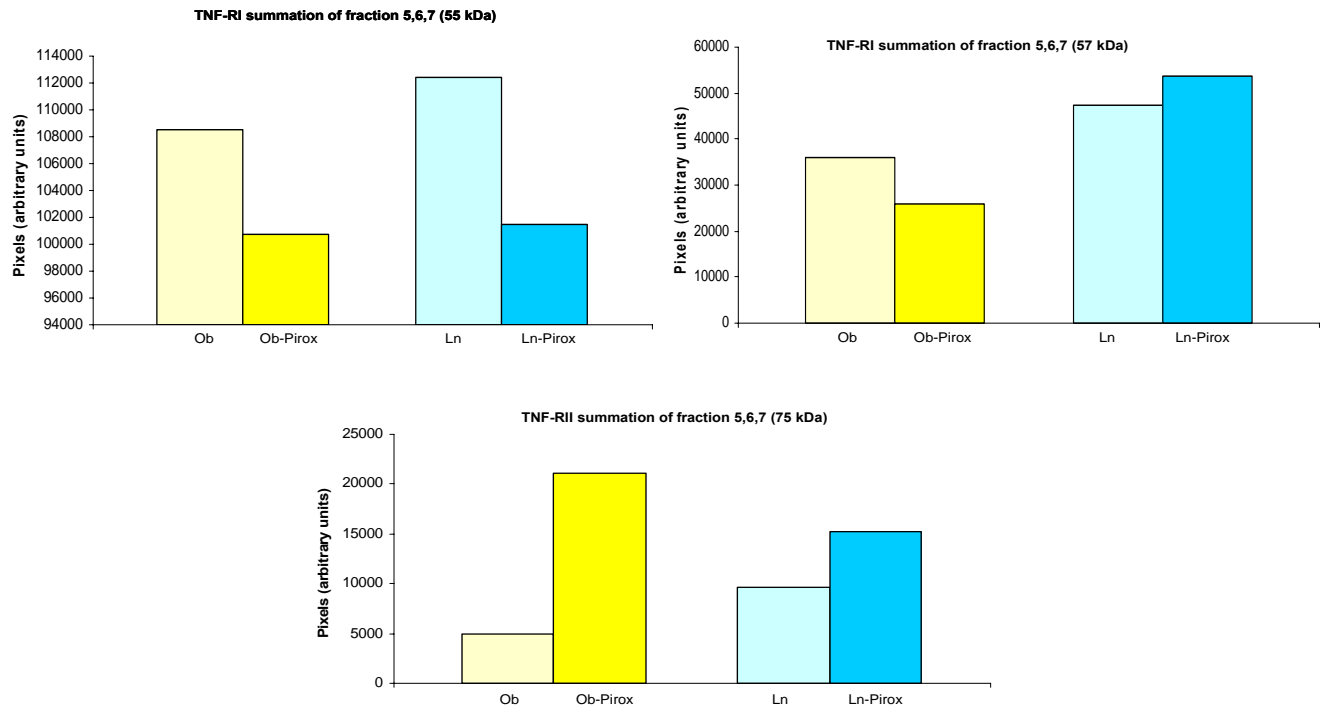 TNF-RI summation of fraction 5,6,7 (55 kDa)
Pixels (arbitrary units)
114000
112000
110000
108000
106000
104000
102000
100000
98000
96000
94000
Ob Ob-Pirox Ln Ln-Pirox
TNF-RI summation of fraction 5,6,7 (57 kDa)
Pixels (arbitrary units)
60000
50000
40000
30000
20000
10000
0
Ob Ob-Pirox Ln Ln-Pirox
TNF-RII summation of fraction 5,6,7 (75 kDa)
Pixels (arbitrary units)
25000
20000
15000
10000
5000
0
Ob Ob-Pirox Ln Ln-Pirox